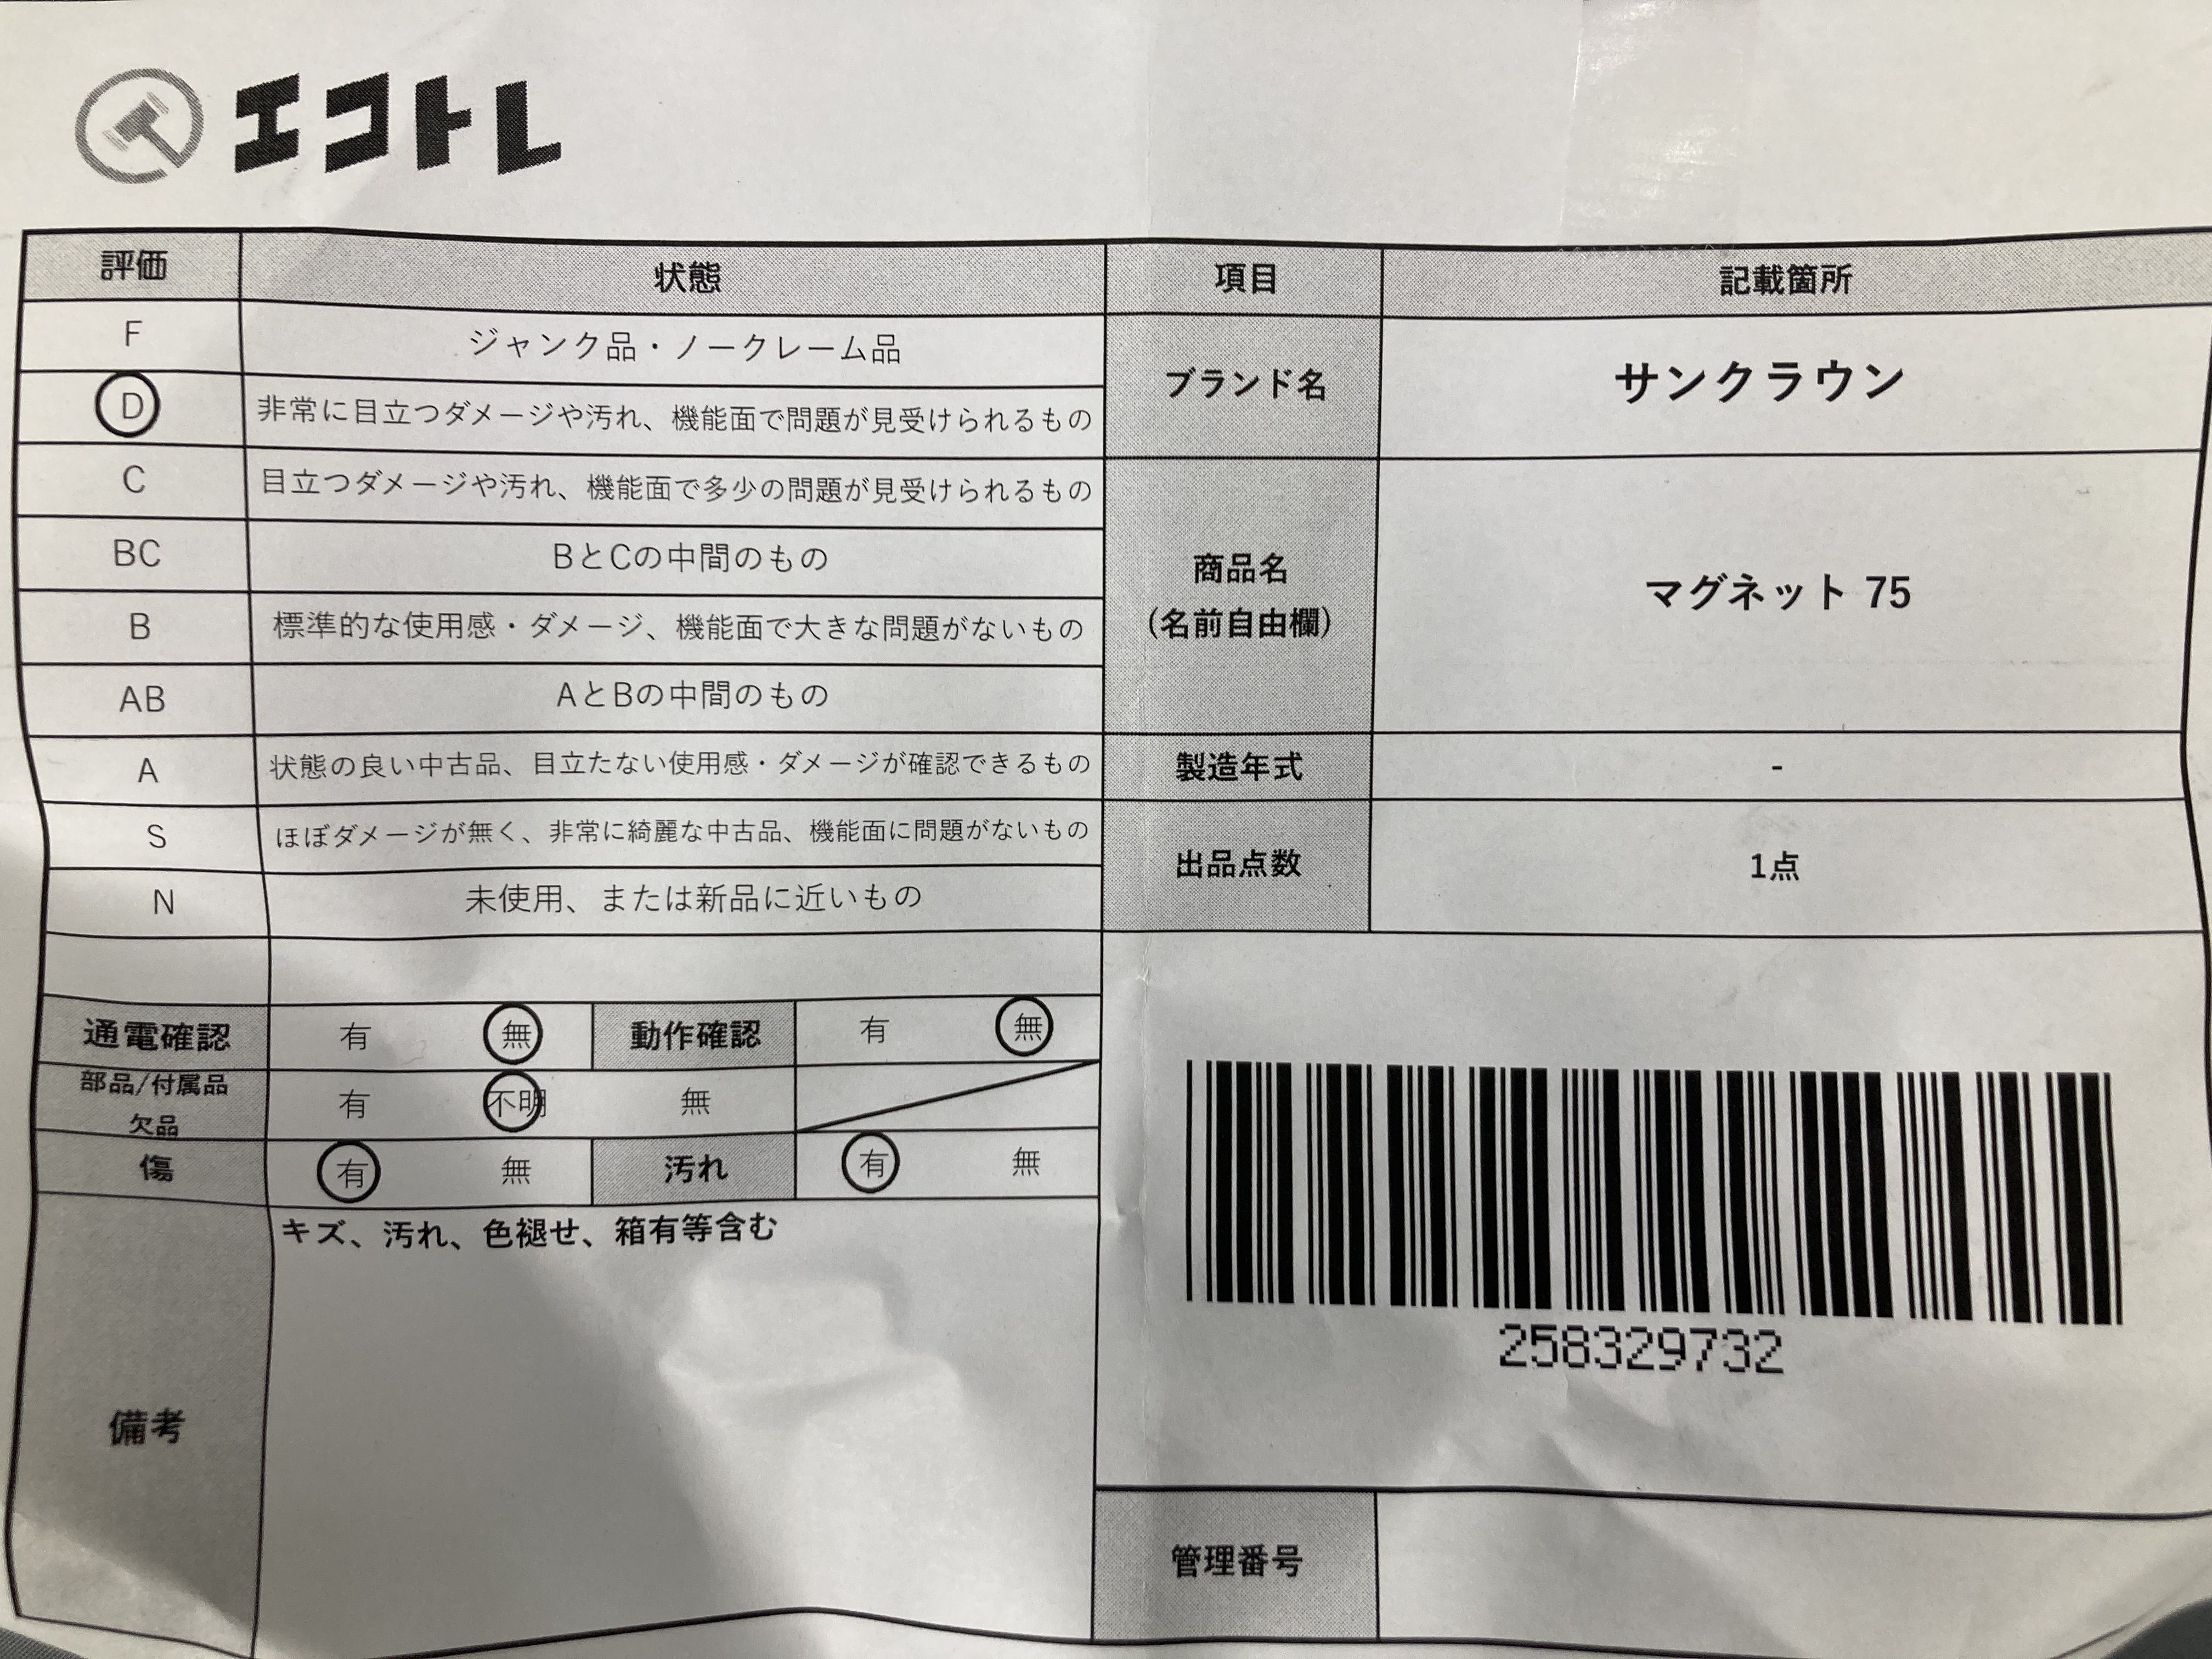 エコトレ
評価 状態 項目 記載箇所
F ジャンク品・ノークレーム品
D 非常に目立つダメージや汚れ、機能面で問題が見受けられるもの
ブランド名 サンクラウン
C 目立つダメージや汚れ、機能面で多少の問題が見受けられるもの
BC BとCの中間のもの
商品名
(名前自由欄)
マグネット 75
B 標準的な使用感・ダメージ、機能面で大きな問題がないもの
AB AとBの中間のもの
A 状態の良い中古品、目立たない使用感・ダメージが確認できるもの
製造年式 -
S ほぼダメージが無く、非常に綺麗な中古品、機能面に問題がないもの
出品点数 1点
N 未使用、または新品に近いもの
通電確認 有 無 動作確認 有 無
部品/付属品
欠品
有 不明 無
傷 有 無 汚れ 有 無
備考
キズ、汚れ、色褪せ、箱有等含む
258329732
管理番号